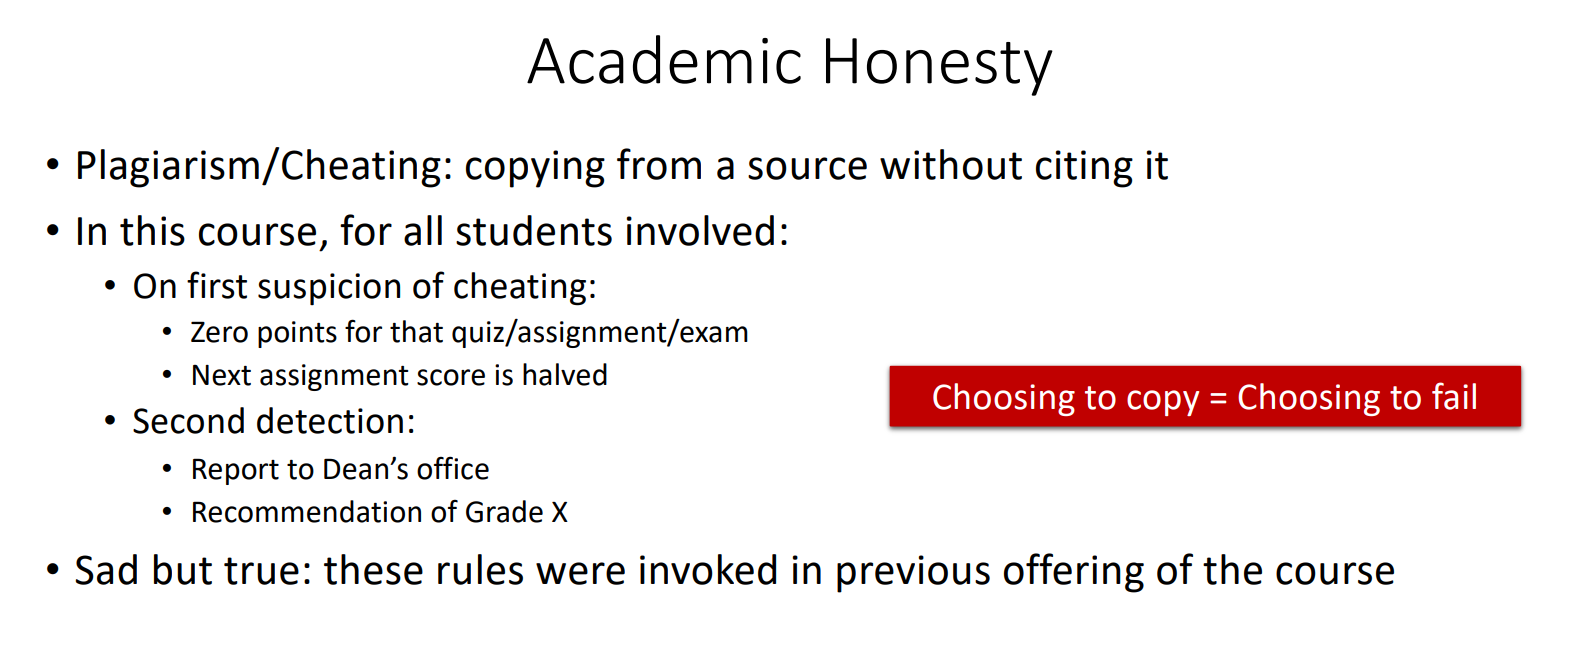 Academic Honesty
• Plagiarism/Cheating: copying from a source without citing it
• In this course, for all students involved:
• On first suspicion of cheating:
• Zero points for that quiz/assignment/exam
• Next assignment score is halved
Choosing to copy = Choosing to fail
• Second detection:
• Report to Dean’s office
• Recommendation of Grade X
• Sad but true: these rules were invoked in previous offering of the course